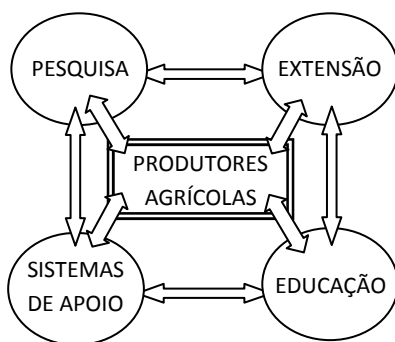 PESQUISA
EXTENSÃO
PRODUTORES
AGRÍCOLAS
SISTEMAS
DE APOIO
EDUCAÇÃO